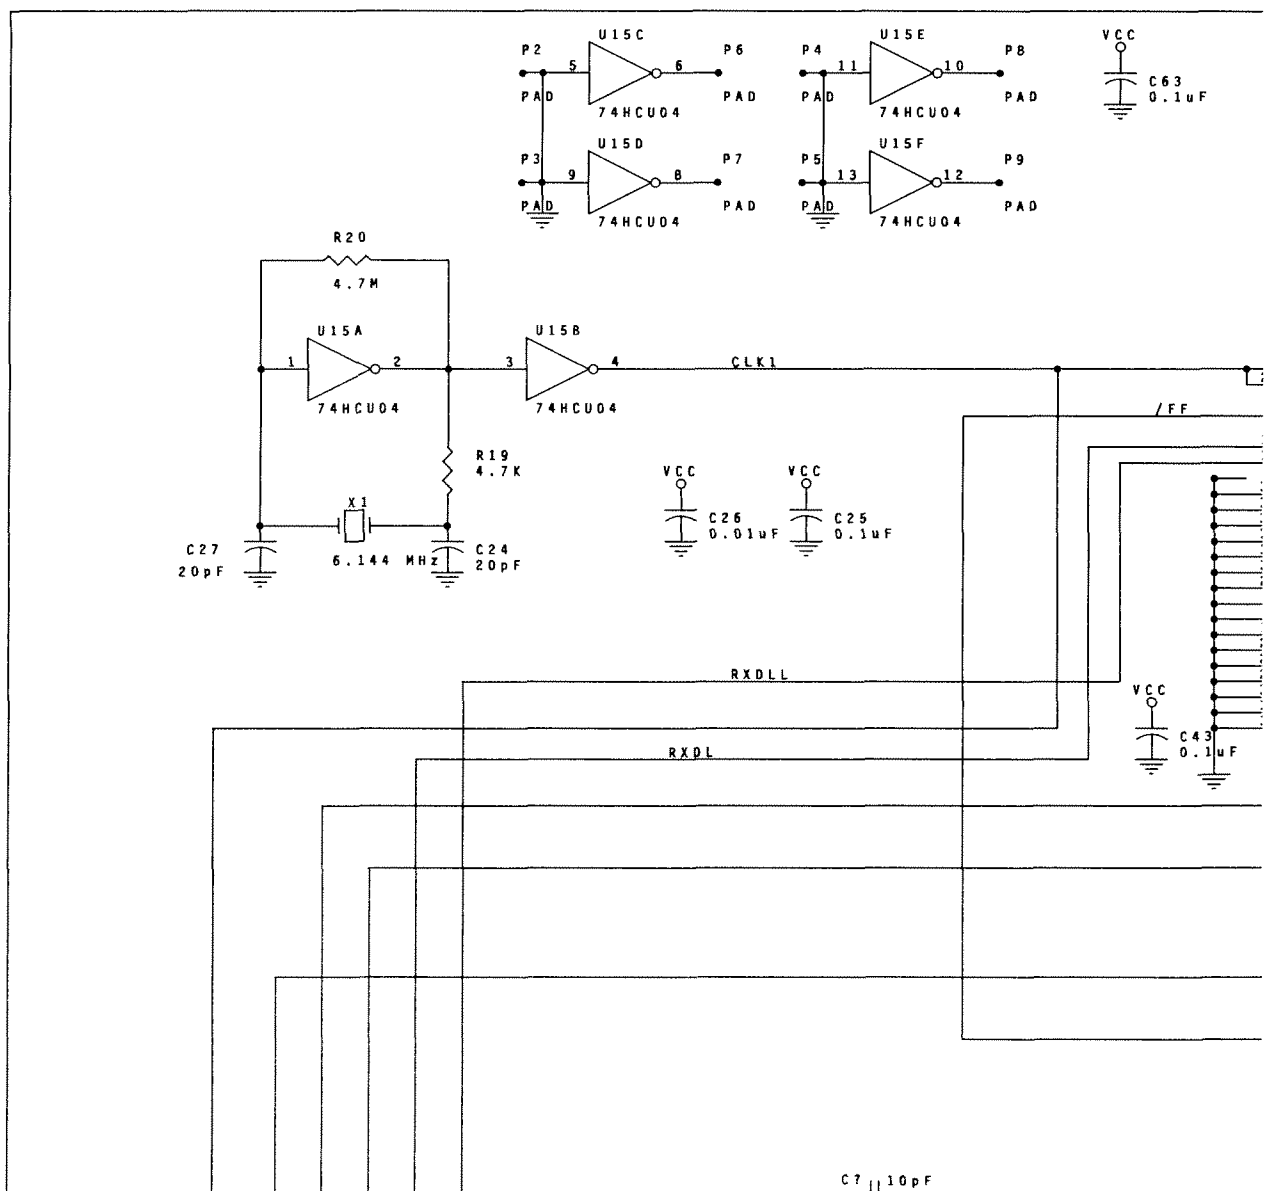 U15C
U15E
VCC
P2
5
6
P6
P4
11
10
P8
C63
0.1uF
PAD
PAD
PAD
PAD
74HCU04
74HCU04
U15D
U15F
P3
9
8
P7
P5
13
12
P9
PAD
PAD
PAD
PAD
74HCU04
74HCU04
R20
4.7M
U15A
U15B
1
2
3
4
CLK1
74HCU04
74HCU04
/FF
R19
4.7K
VCC
VCC
X1
C26
0.01uF
C25
0.1uF
C27
20pF
6.144 MHz
C24
20pF
RXDLL
VCC
C43
0.1uF
RXDL
C7
10pF